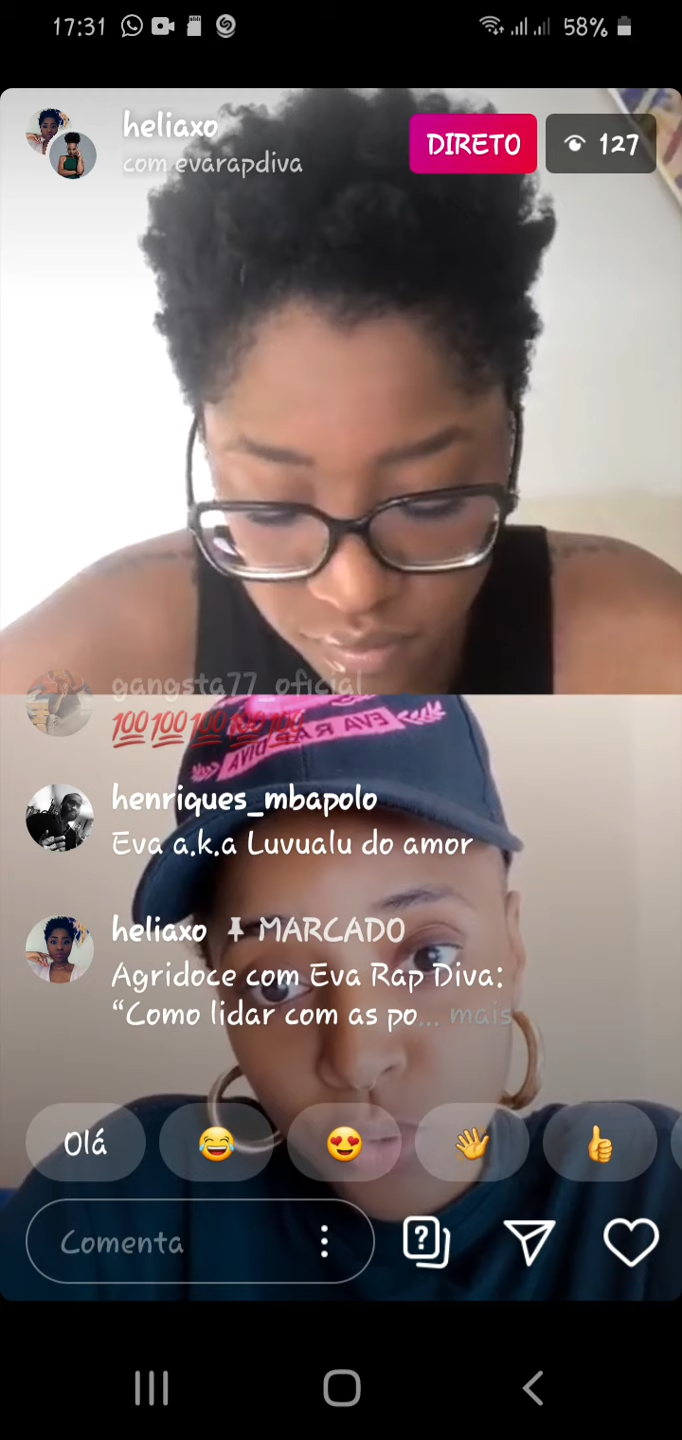 17:31
58%
heliaxo
com evarapdiva
DIRETO
127
gangsta77_oficial
💯💯💯💯💯
EVA RAP DIVA
henriques_mbapolo
Eva a.k.a Luvualu do amor
heliaxo 📌 MARCADO
Agridoce com Eva Rap Diva:
“Como lidar com as po... mais
Olá
Comenta